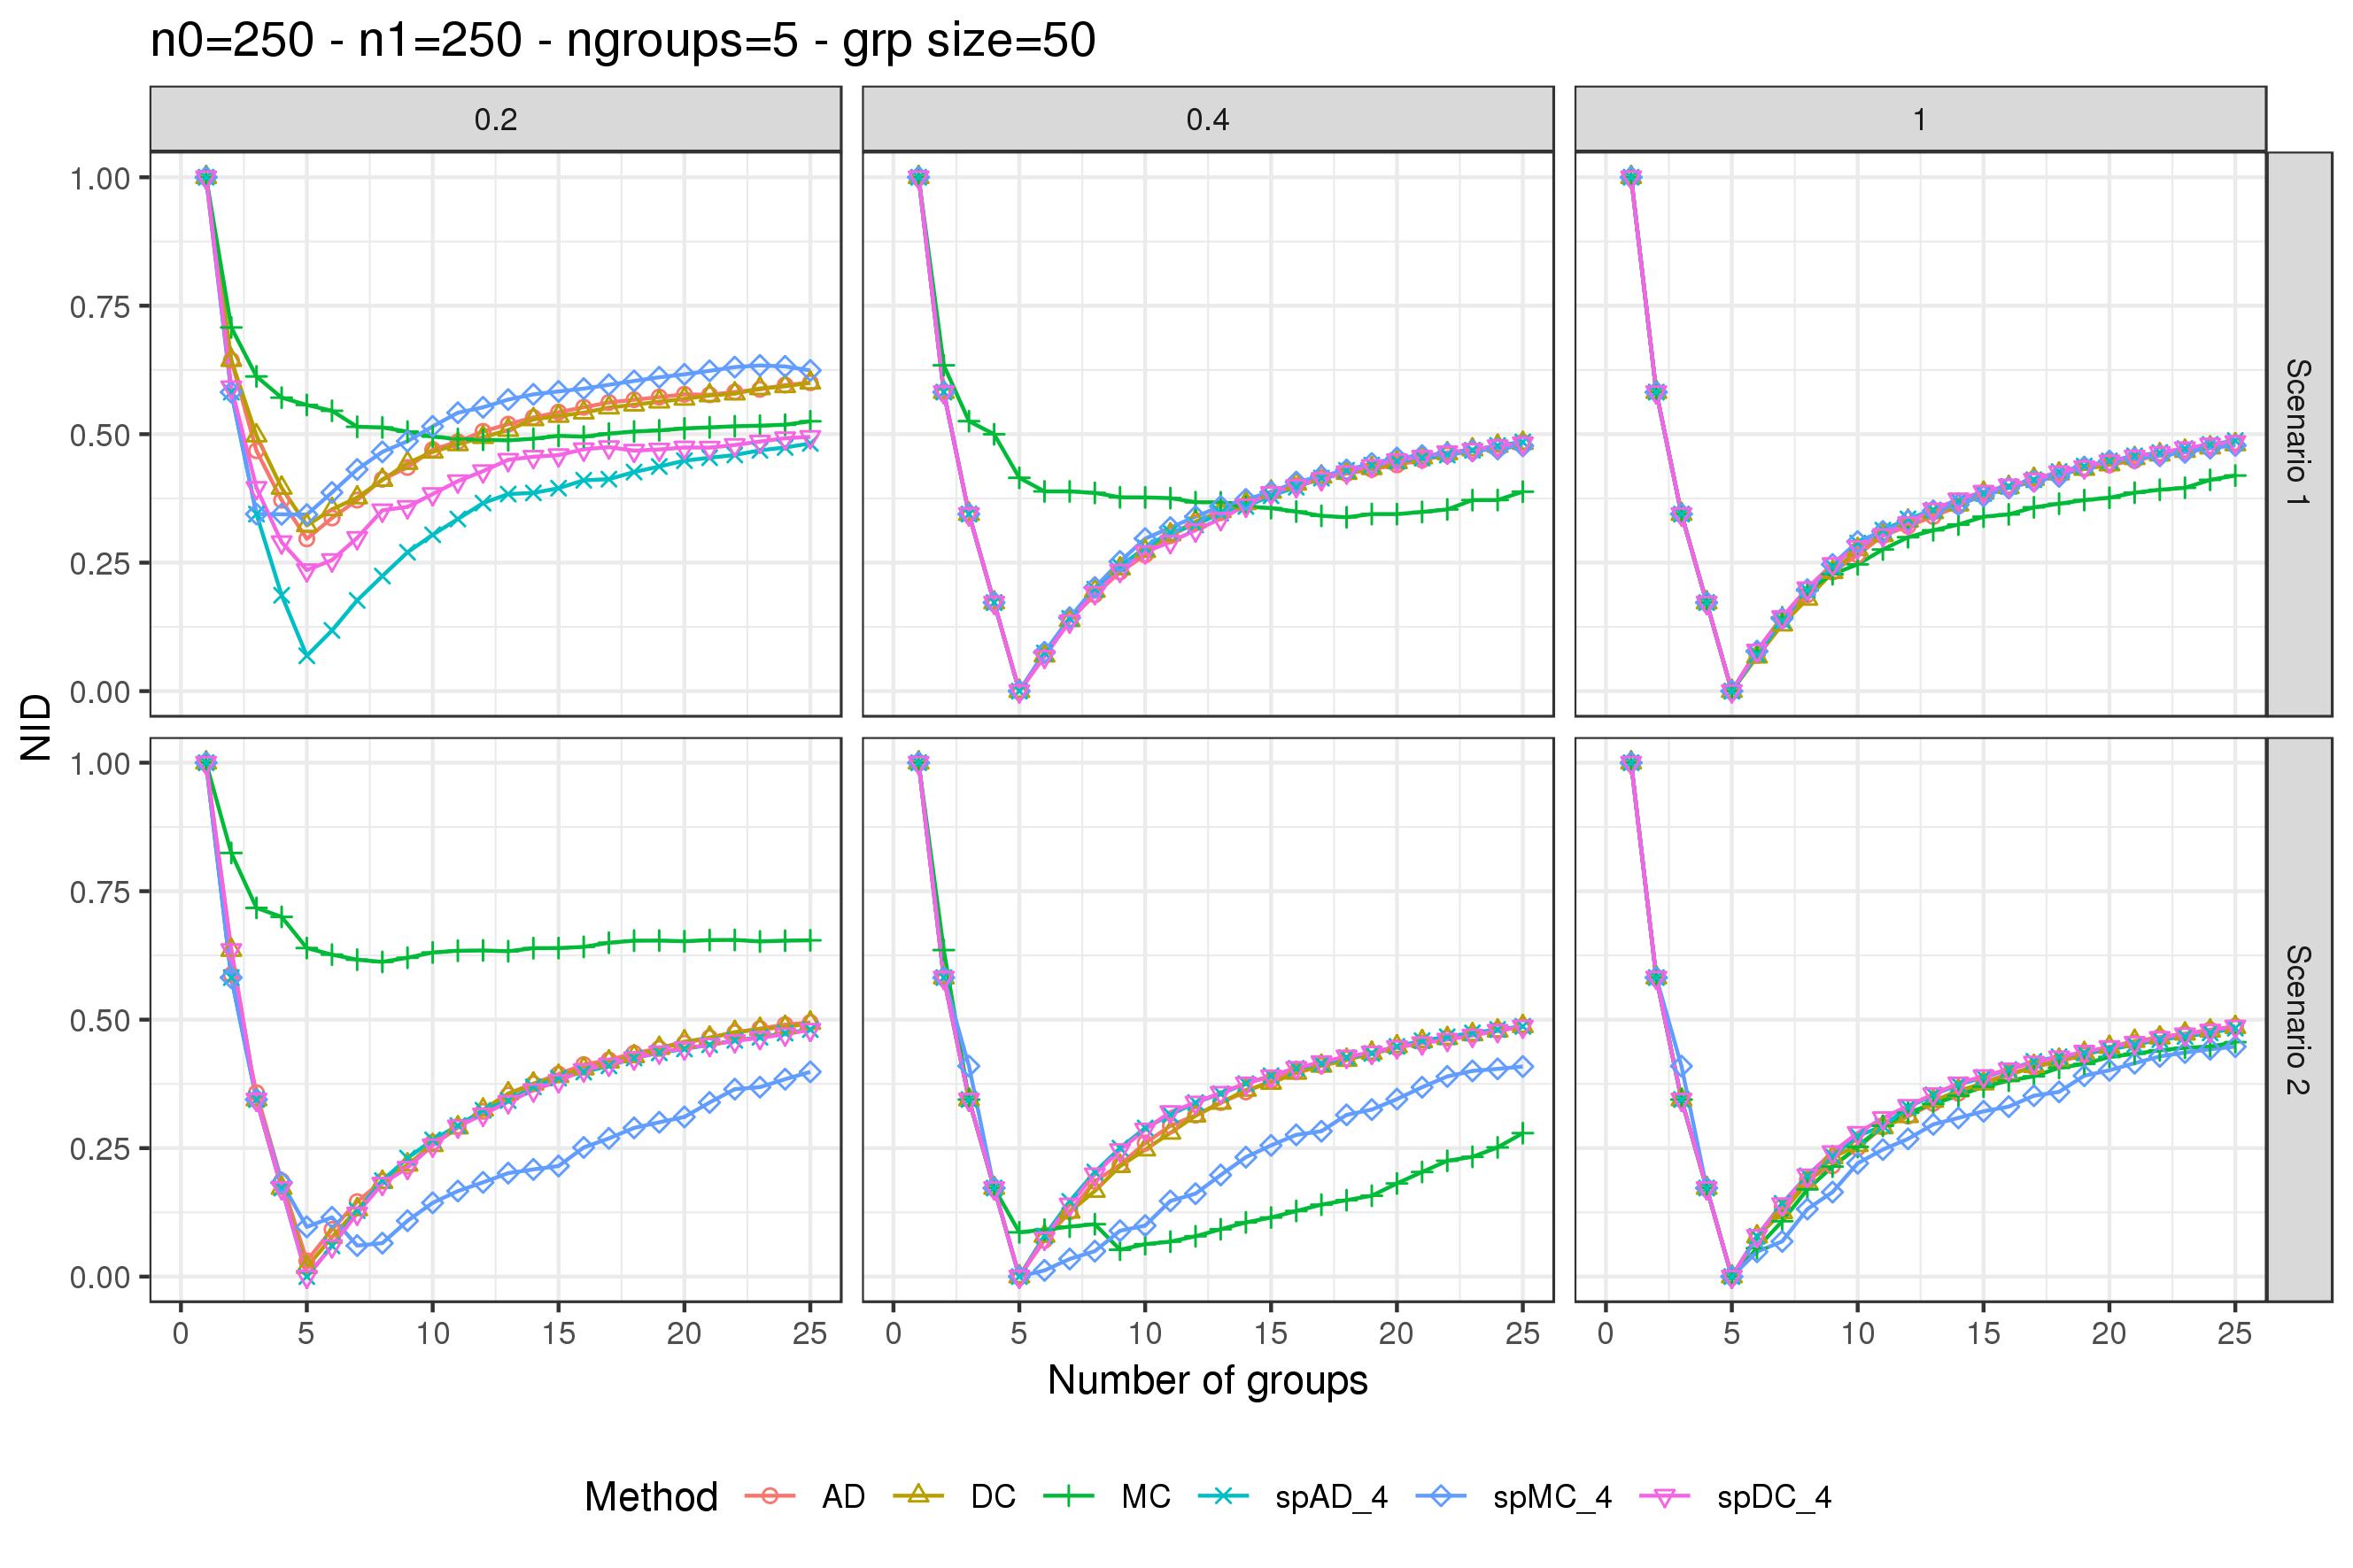 n0=250 - n1=250 - ngroups=5 - grp size=50
0.2 0.4 1
1.00
0.75
0.50
0.25
0.00
Scenario 1
NID
1.00
0.75
0.50
0.25
0.00
Scenario 2
0 5 10 15 20 25 0 5 10 15 20 25 0 5 10 15 20 25
Number of groups
Method AD DC MC spAD_4 spMC_4 spDC_4